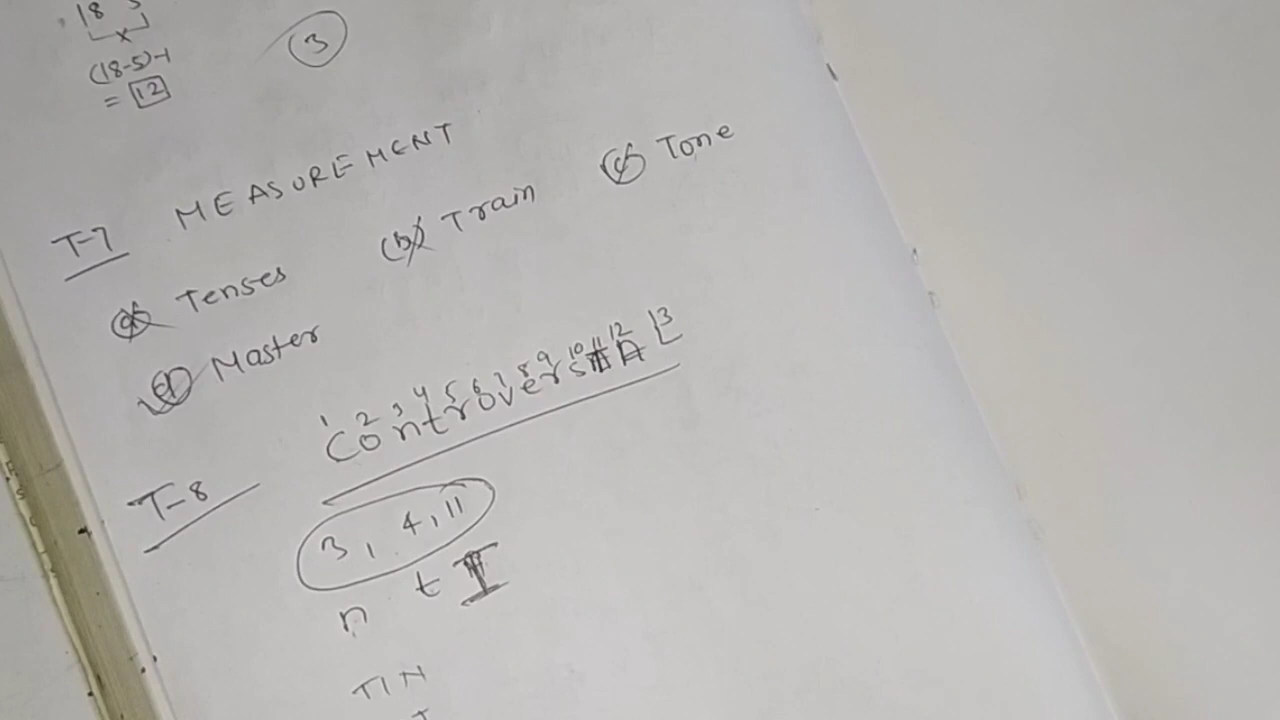 18 5
(18-5)-1
= 12
3
T-7 MEASUREMENT
(a) Tenses (b) Train (c) Tone
(d) Master
1 2 3 4 5 6 7 8 9 10 11 12 13
T-8 ControversIAL
3, 4, 11
n t I
TIN